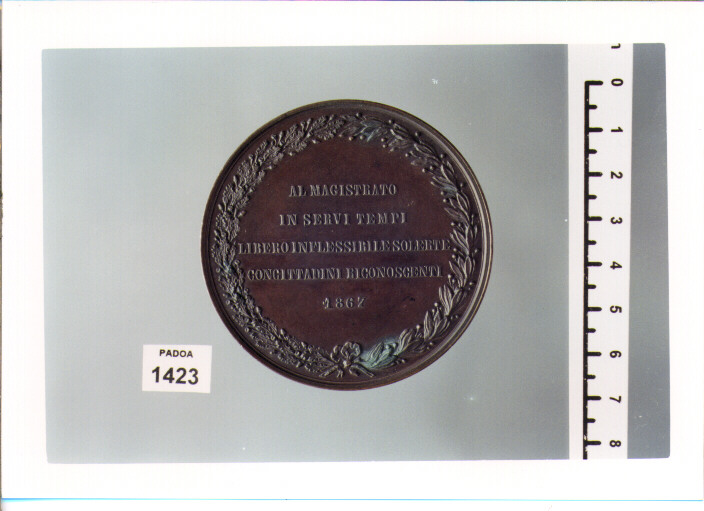 AL MAGISTRATO
IN SERVI TEMPI
LIBERO INFLESSIBILE SOLERTE
CONCITTADINI RICONOSCENTI
1867
PADOA
1423
0
1
2
3
4
5
6
7
8